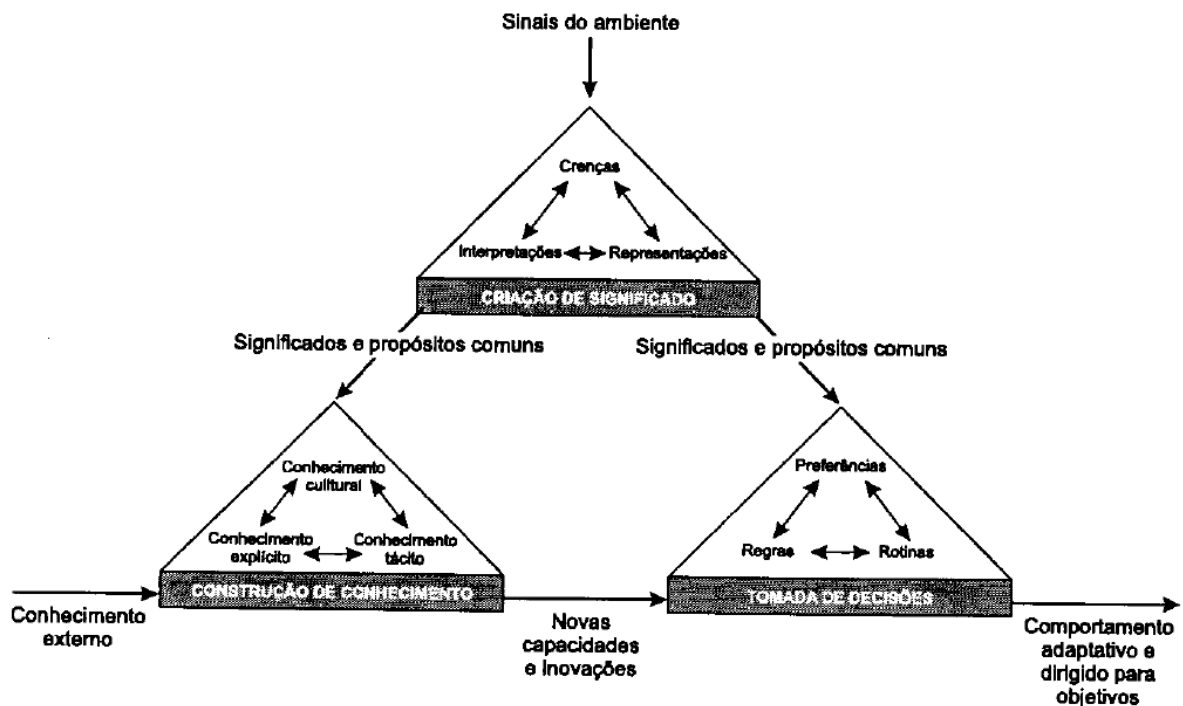 Sinais do ambiente
Crenças
Interpretações
Representações
CRIAÇÃO DE SIGNIFICADO
Significados e propósitos comuns
Significados e propósitos comuns
Conhecimento
cultural
Conhecimento
explícito
Conhecimento
tácito
CONSTRUÇÃO DE CONHECIMENTO
Preferências
Regras
Rotinas
TOMADA DE DECISÕES
Conhecimento
externo
Novas
capacidades
e Inovações
Comportamento
adaptativo e
dirigido para
objetivos